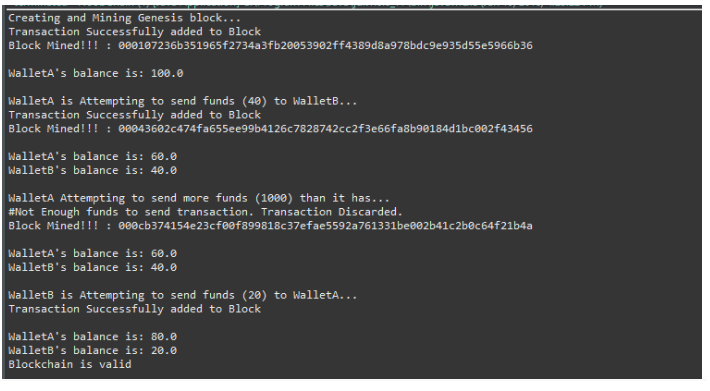 Creating and Mining Genesis block...
Transaction Successfully added to Block
Block Mined!!! : 000107236b351965f2734a3fb20053902ff4389d8a978bdc9e935d55e5966b36
WalletA's balance is: 100.0
WalletA is Attempting to send funds (40) to WalletB...
Transaction Successfully added to Block
Block Mined!!! : 00043602c474fa655ee99b4126c7828742cc2f3e66fa8b90184d1bc002f43456
WalletA's balance is: 60.0
WalletB's balance is: 40.0
WalletA Attempting to send more funds (1000) than it has...
#Not Enough funds to send transaction. Transaction Discarded.
Block Mined!!! : 000cb374154e23cf00f899818c37efae5592a761331be002b41c2b0c64f21b4a
WalletA's balance is: 60.0
WalletB's balance is: 40.0
WalletB is Attempting to send funds (20) to WalletA...
Transaction Successfully added to Block
WalletA's balance is: 80.0
WalletB's balance is: 20.0
Blockchain is valid